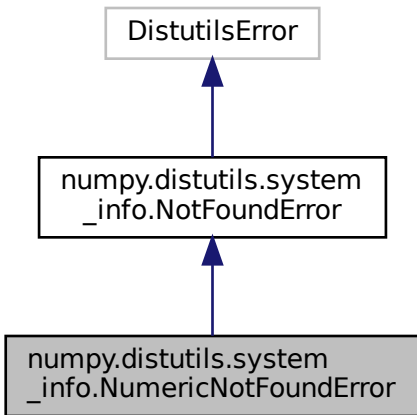 DistutilsError
numpy.distutils.system
_info.NotFoundError
numpy.distutils.system
_info.NumericNotFoundError